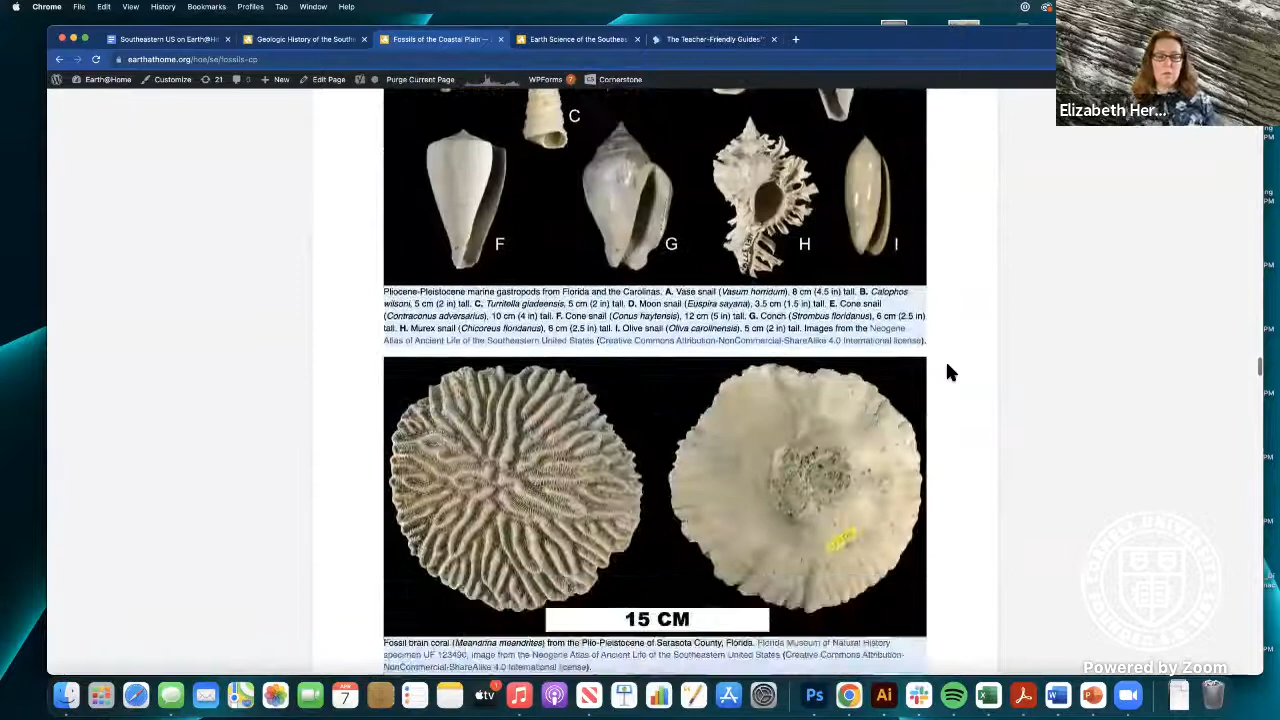 Chrome File Edit View History Bookmarks Profiles Tab Window Help
Southeastern US on Earth@H Geologic History of the South Fossils of the Coastal Plain — Earth Science of the Southeas The Teacher-Friendly Guides™
earthathome.org/hoe/se/fossils-cp
Earth@Home Customize 21 0 New Edit Page Purge Current Page WPForms 7 Cornerstone
Elizabeth Her...
C
F G H I
Pliocene-Pleistocene marine gastropods from Florida and the Carolinas. A. Vase snail (Vasum horridum), 8 cm (4.5 in) tall. B. Calophos
wilsoni, 5 cm (2 in) tall. C. Turritella gladeensis, 5 cm (2 in) tall. D. Moon snail (Euspira sayana), 3.5 cm (1.5 in) tall. E. Cone snail
(Contraconus adversarius), 10 cm (4 in) tall. F. Cone snail (Conus haytensis), 12 cm (5 in) tall. G. Conch (Strombus floridanus), 6 cm (2.5 in)
tall. H. Murex snail (Chicoreus floridanus), 6 cm (2.5 in) tall. I. Olive snail (Oliva carolinensis), 5 cm (2 in) tall. Images from the Neogene
Atlas of Ancient Life of the Southeastern United States (Creative Commons Attribution-NonCommercial-ShareAlike 4.0 International license).
15 CM
Fossil brain coral (Meandrina meandrites) from the Plio-Pleistocene of Sarasota County, Florida. Florida Museum of Natural History
specimen UF 123490, image from the Neogene Atlas of Ancient Life of the Southeastern United States (Creative Commons Attribution-
NonCommercial-ShareAlike 4.0 International license).
CORNELL UNIVERSITY
Powered by Zoom
APR
7
tv
Ps
Ai